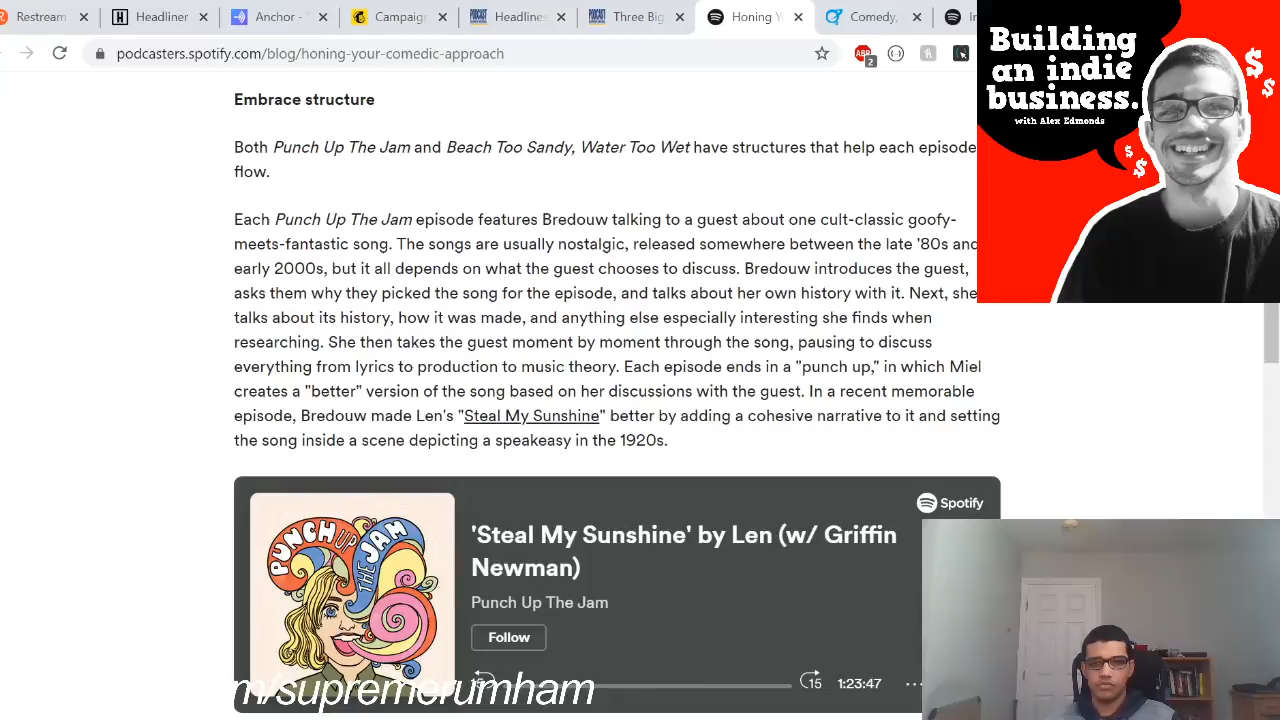 Restream
Headliner
Anchor - T
Campaign
Headlines
Three Big
Honing Yo
Comedy,
In
podcasters.spotify.com/blog/honing-your-comedic-approach
ABP
2
Building
an indie
business.
with Alex Edmonds
$
$
$
$
Embrace structure
Both Punch Up The Jam and Beach Too Sandy, Water Too Wet have structures that help each episode
flow.
Each Punch Up The Jam episode features Bredouw talking to a guest about one cult-classic goofy-
meets-fantastic song. The songs are usually nostalgic, released somewhere between the late '80s and
early 2000s, but it all depends on what the guest chooses to discuss. Bredouw introduces the guest,
asks them why they picked the song for the episode, and talks about her own history with it. Next, she
talks about its history, how it was made, and anything else especially interesting she finds when
researching. She then takes the guest moment by moment through the song, pausing to discuss
everything from lyrics to production to music theory. Each episode ends in a "punch up," in which Miel
creates a "better" version of the song based on her discussions with the guest. In a recent memorable
episode, Bredouw made Len's "Steal My Sunshine" better by adding a cohesive narrative to it and setting
the song inside a scene depicting a speakeasy in the 1920s.
PUNCH UP THE JAM
Spotify
'Steal My Sunshine' by Len (w/ Griffin
Newman)
Punch Up The Jam
Follow
15
15
1:23:47
m/supremerumham